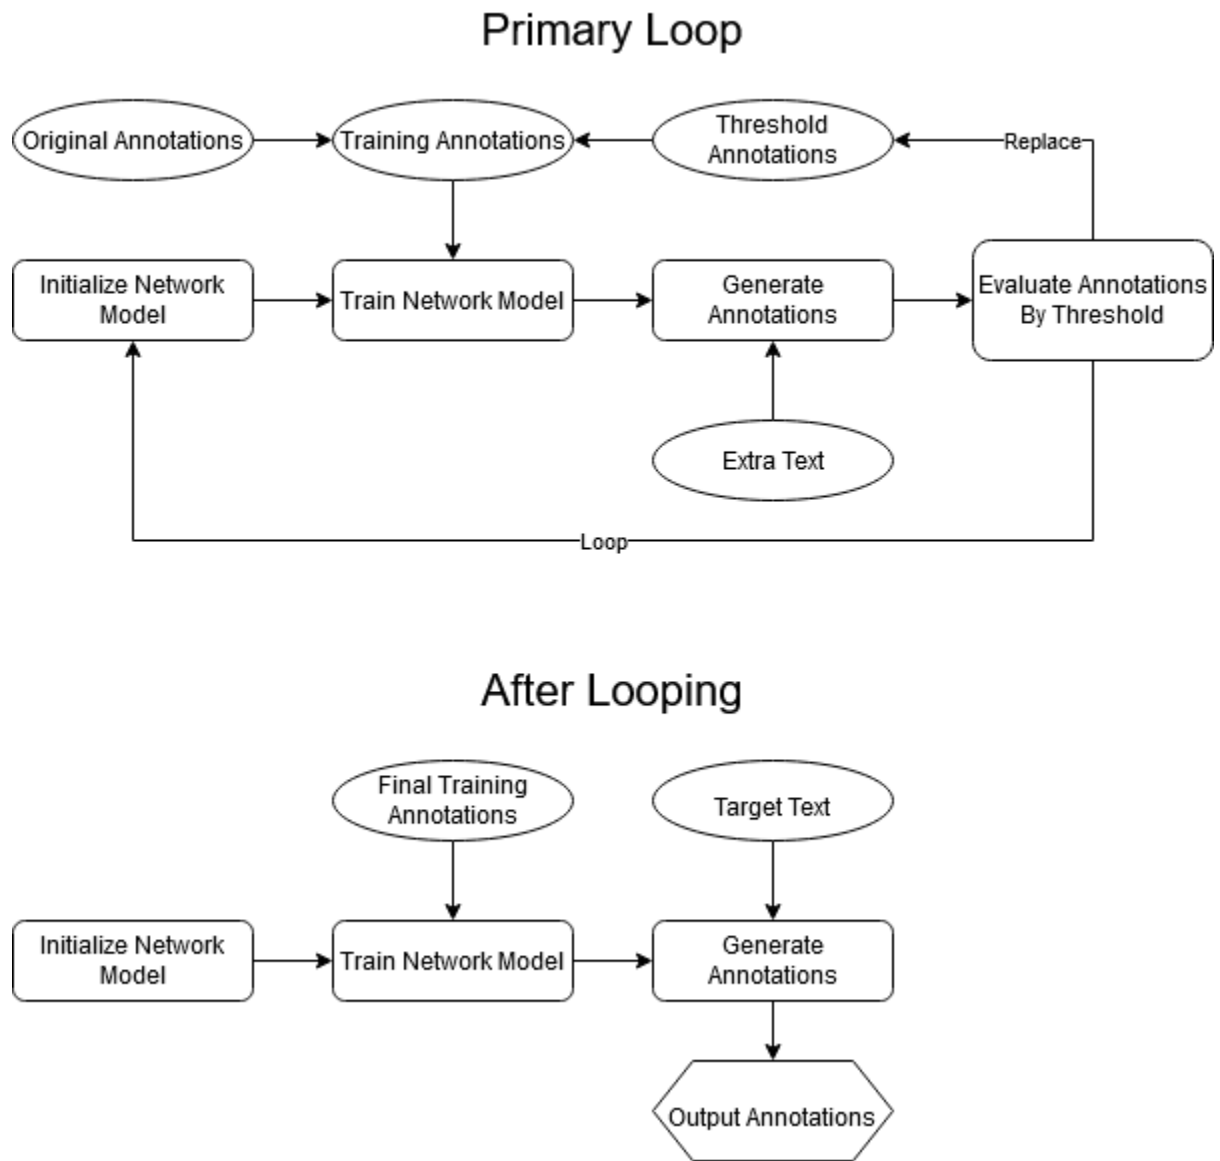 Primary Loop
Original Annotations
Training Annotations
Threshold
Annotations
Replace
Initialize Network
Model
Train Network Model
Generate
Annotations
Evaluate Annotations
By Threshold
Extra Text
Loop
After Looping
Final Training
Annotations
Target Text
Initialize Network
Model
Train Network Model
Generate
Annotations
Output Annotations